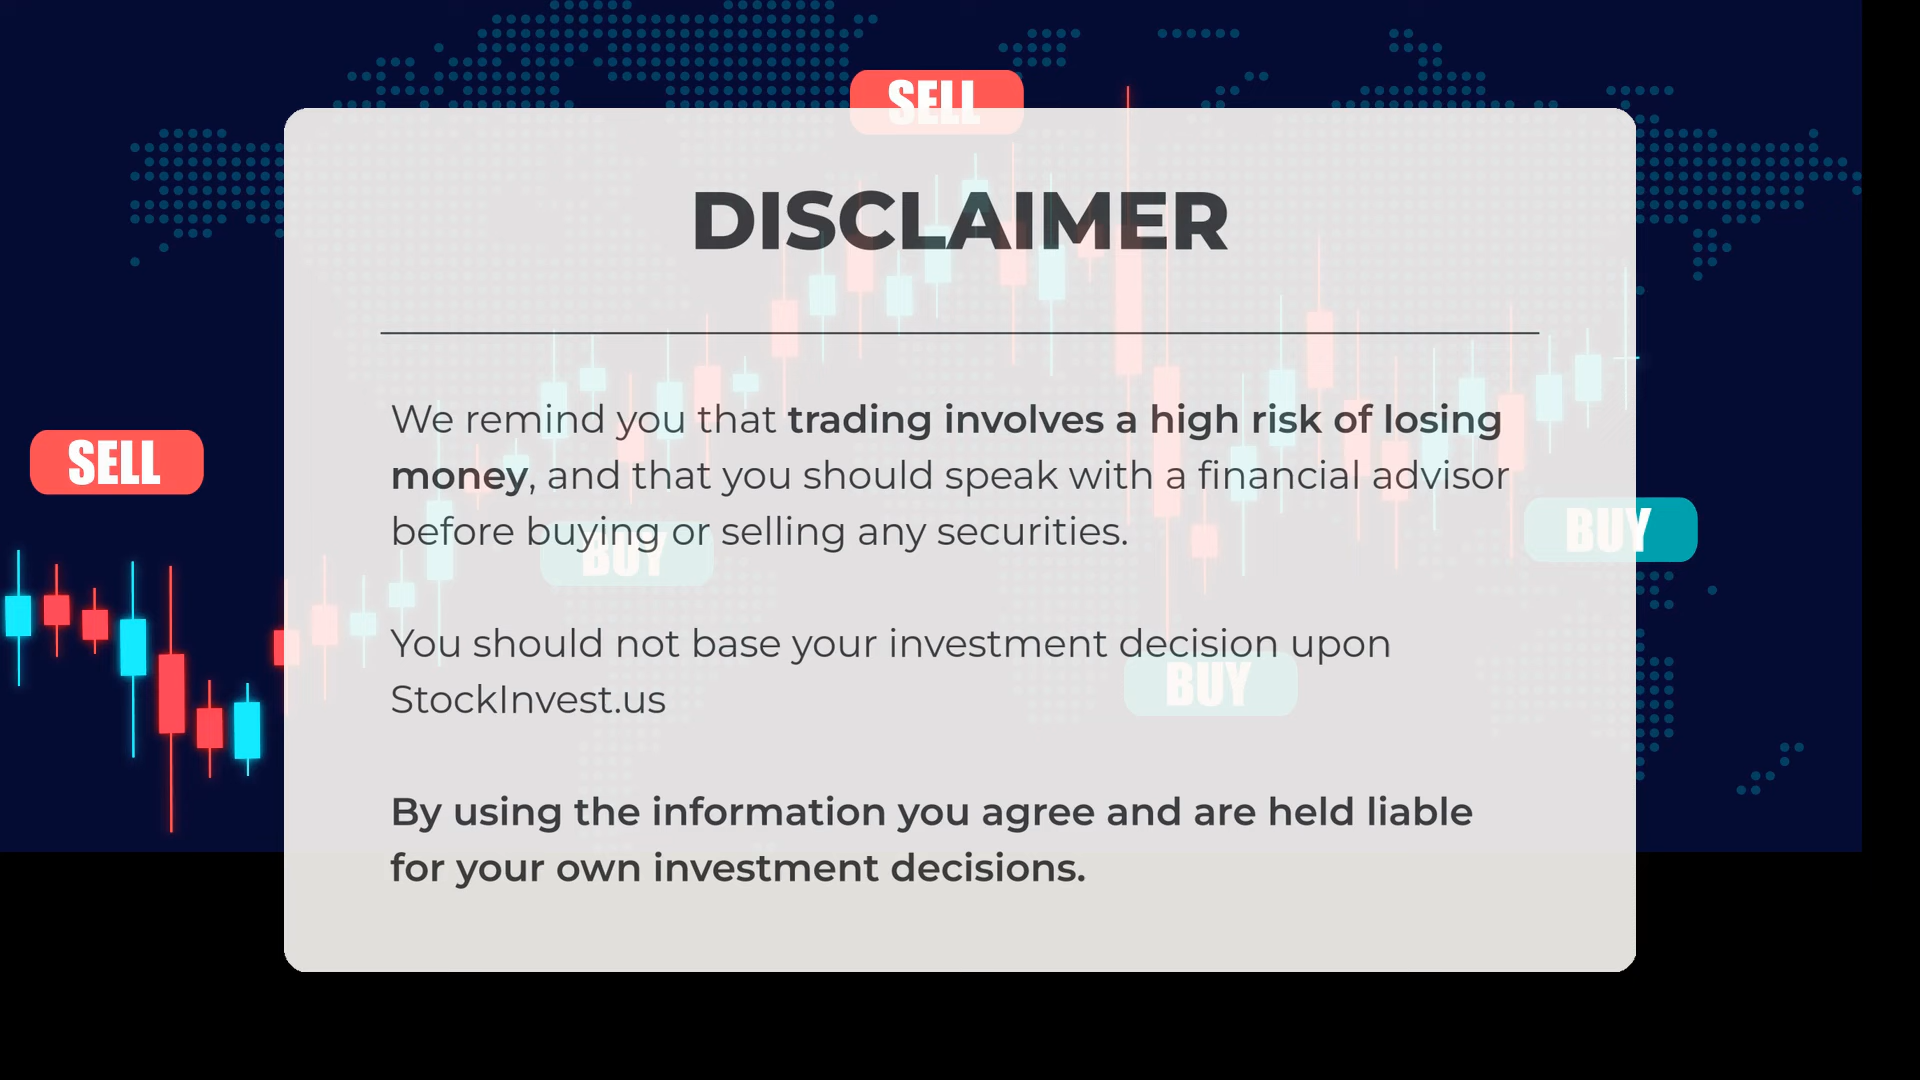 SELL
DISCLAIMER
We remind you that trading involves a high risk of losing
money, and that you should speak with a financial advisor
before buying or selling any securities.
SELL
BUY
BUY
You should not base your investment decision upon
StockInvest.us
BUY
By using the information you agree and are held liable
for your own investment decisions.